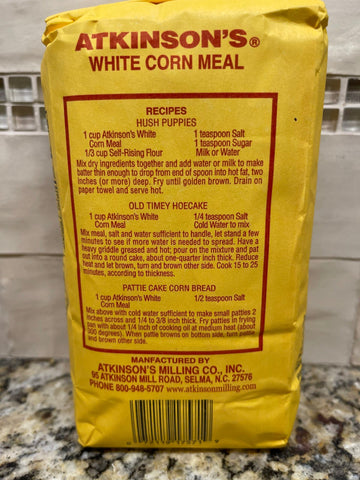 ATKINSON'S®
WHITE CORN MEAL
RECIPES
HUSH PUPPIES
1 cup Atkinson's White Corn Meal
1/3 cup Self-Rising Flour
1 teaspoon Salt
1 teaspoon Sugar
Milk or Water
Mix dry ingredients together and add water or milk to make
batter thin enough to drop from end of spoon into hot fat, two
inches (or more) deep. Fry until golden brown. Drain on
paper towel and serve hot.
OLD TIMEY HOECAKE
1 cup Atkinson's White
Corn Meal
1/4 teaspoon Salt
Cold Water to mix
Mix meal, salt and water sufficient to handle, let stand a few
minutes to see if more water is needed to spread. Have a
heavy griddle greased and hot; pour on the mixture and pat
out into a round cake, about one-quarter inch thick. Reduce
heat and let brown, turn and brown other side. Cook 15 to 25
minutes, according to thickness.
PATTIE CAKE CORN BREAD
1 cup Atkinson's White
Corn Meal
1/2 teaspoon Salt
Mix above with cold water sufficient to make small patties 2
inches across and 1/4 to 3/8 inch thick. Fry patties in frying
pan with about 1/4 inch of cooking oil at medium heat (about
300 degrees). When pattie browns on bottom side, turn pattie
and brown other side.
MANFACTURED BY
ATKINSON'S MILLING CO., INC.
95 ATKINSON MILL ROAD, SELMA, N.C. 27576
PHONE 800-948-5707 www.atkinsonmilling.com